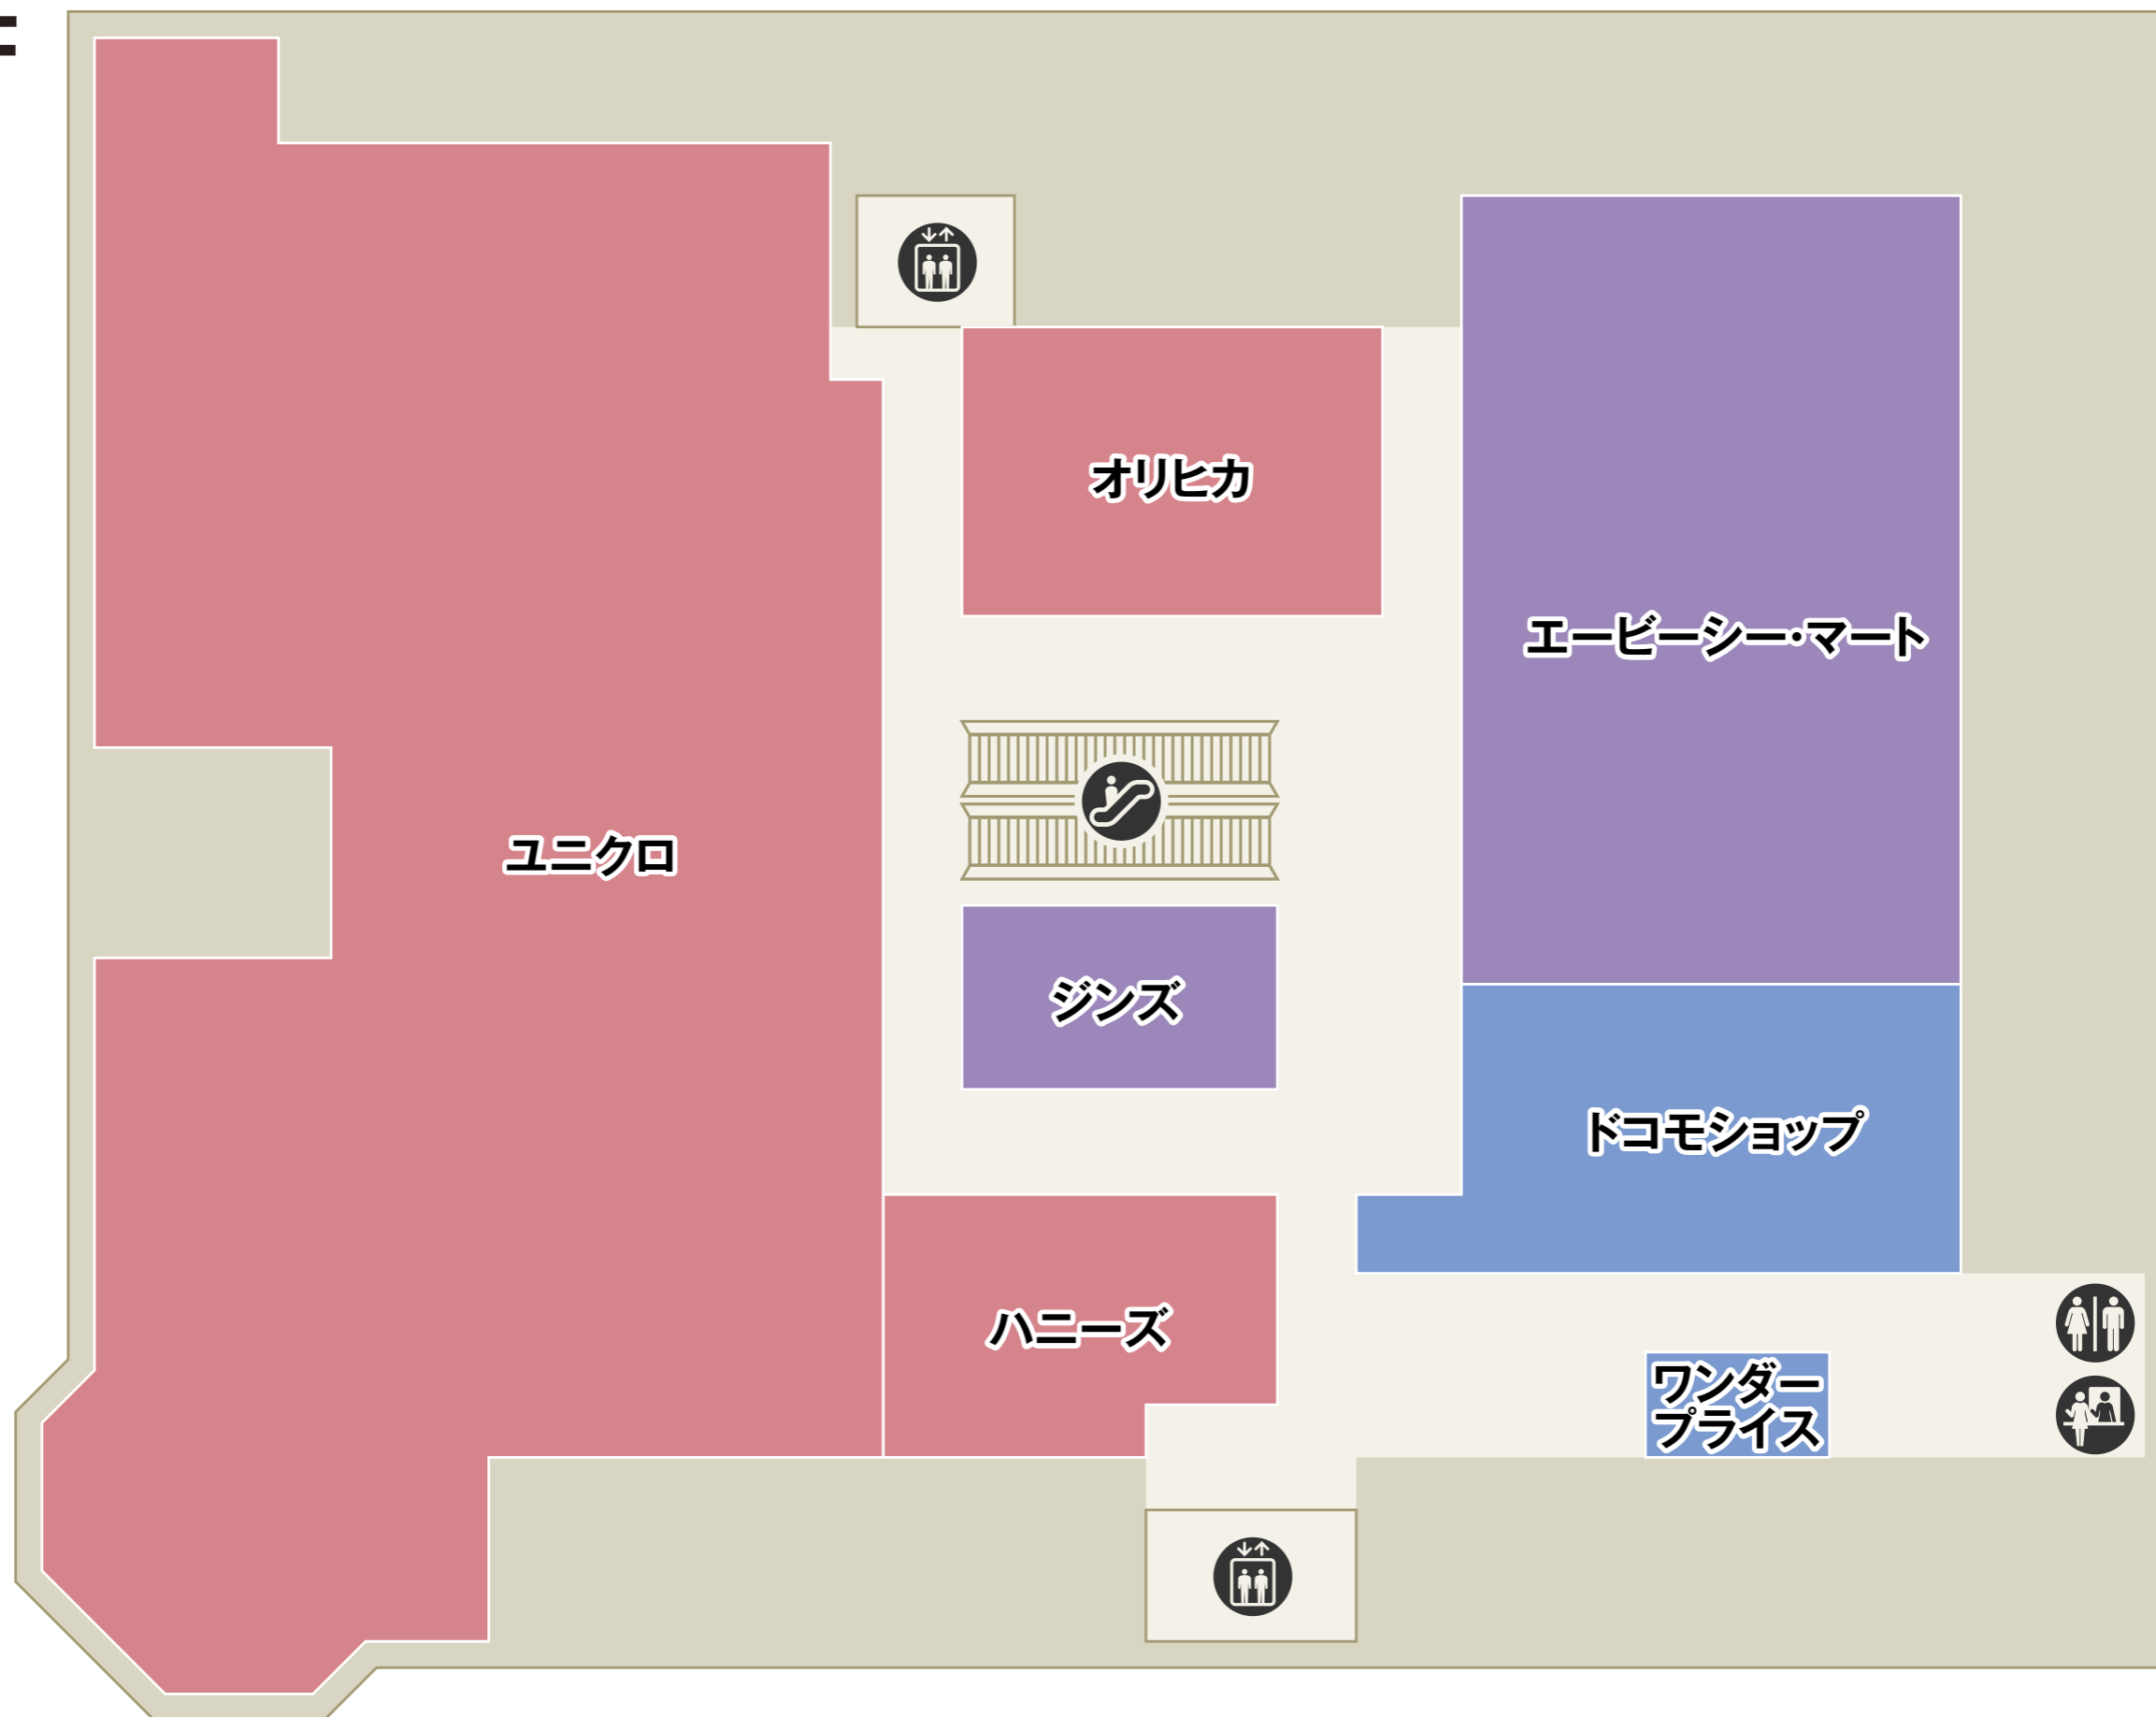 オリヒカ
エービーシー・マート
ユニクロ
ジンズ
ドコモショップ
ハニーズ
ワンダー
プライス